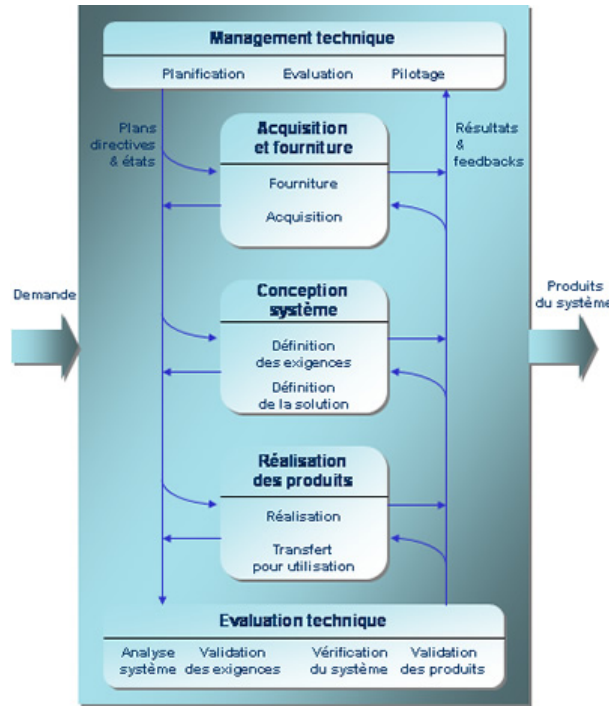 Management technique
Planification Evaluation Pilotage
Plans
directives
& états
Acquisition
et fourniture
Fourniture
Acquisition
Résultats
&
feedbacks
Demande
Conception
système
Définition
des exigences
Définition
de la solution
Produits
du système
Réalisation
des produits
Réalisation
Transfert
pour utilisation
Evaluation technique
Analyse Validation Vérification Validation
système des exigences du système des produits